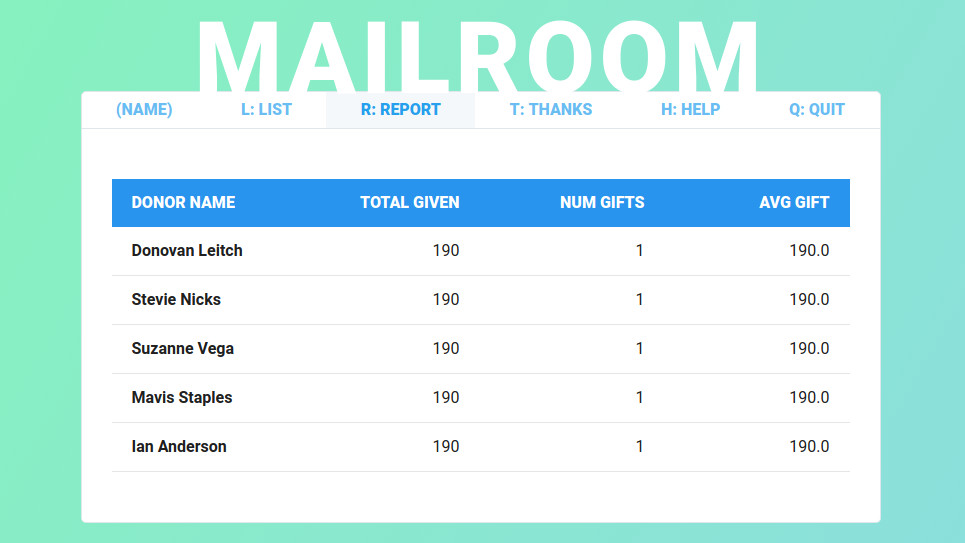 MAILROOM
(NAME) L: LIST R: REPORT T: THANKS H: HELP Q: QUIT
DONOR NAME TOTAL GIVEN NUM GIFTS AVG GIFT
Donovan Leitch 190 1 190.0
Stevie Nicks 190 1 190.0
Suzanne Vega 190 1 190.0
Mavis Staples 190 1 190.0
Ian Anderson 190 1 190.0